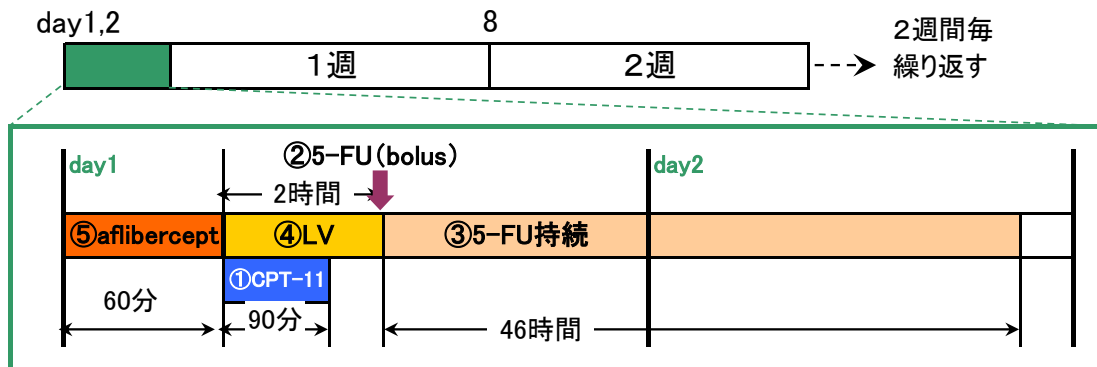 day1,2
8
2週間毎
繰り返す
1週
2週
day1
②5-FU(bolus)
day2
2時間
⑤aflibercept
④LV
③5-FU持続
①CPT-11
60分
90分
46時間